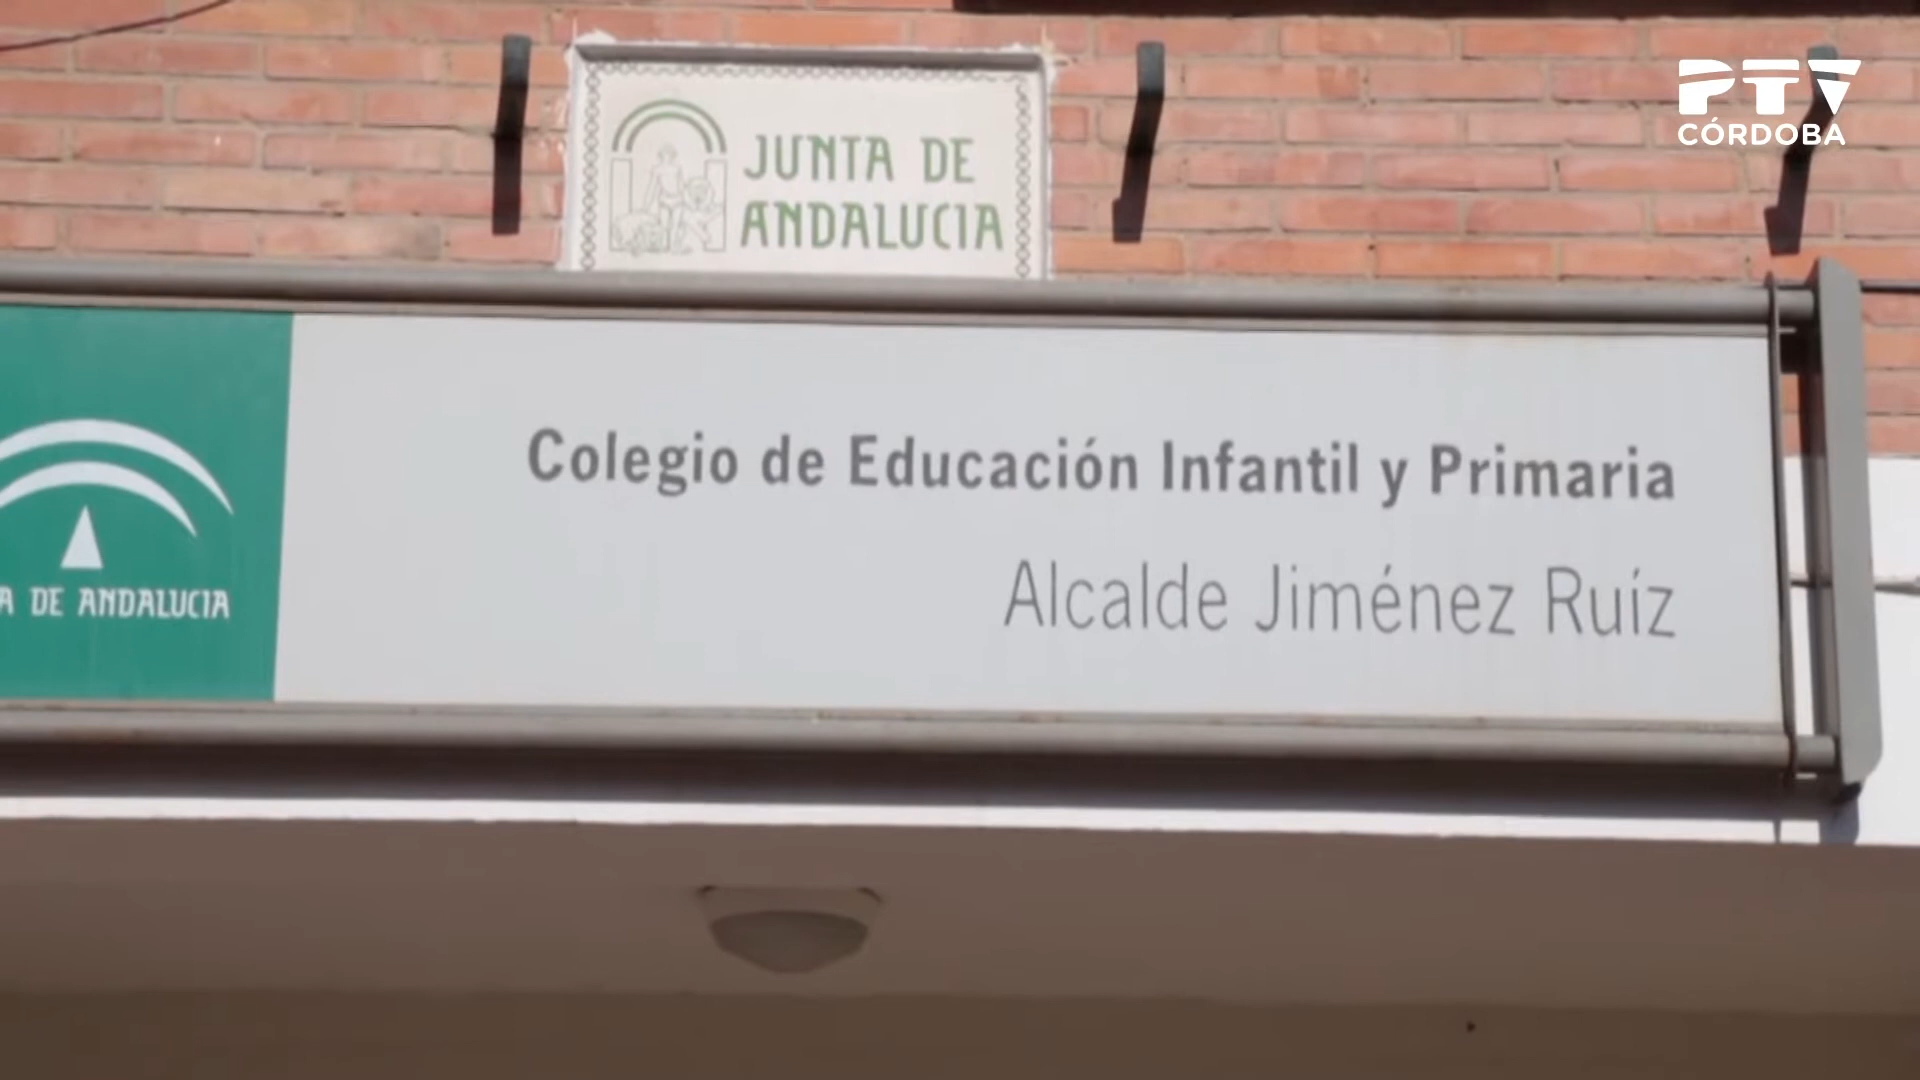 PTV
CÓRDOBA
JUNTA DE
ANDALUCIA
Colegio de Educación Infantil y Primaria
Alcalde Jiménez Ruíz
A DE ANDALUCIA